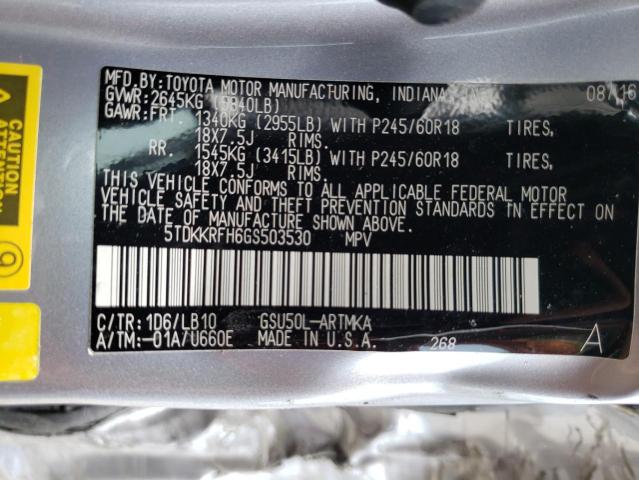 MFD.BY:TOYOTA MOTOR MANUFACTURING, INDIANA 08/16
GVWR:2645KG (5840LB)
GAWR:FRT. 1340KG (2955LB) WITH P245/60R18 TIRES,
18X7.5J RIMS.
RR. 1545KG (3415LB) WITH P245/60R18 TIRES,
18X7.5J RIMS.
THIS VEHICLE CONFORMS TO ALL APPLICABLE FEDERAL MOTOR
VEHICLE SAFETY AND THEFT PREVENTION STANDARDS IN EFFECT ON
THE DATE OF MANUFACTURE SHOWN ABOVE.
5TDKKRFH6GS503530 MPV
C/TR: 1D6/LB10 GSU50L-ARTMKA
A/TM:-01A/U660E MADE IN U.S.A. 268 A
CAUTION
ATTENTION